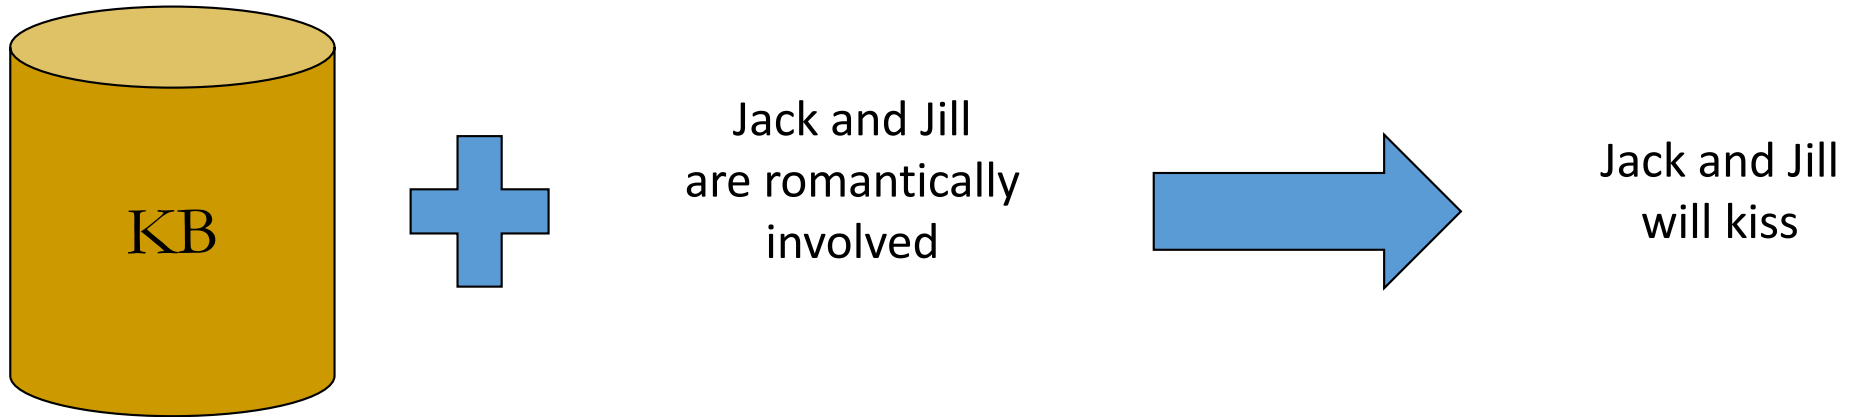 KB
Jack and Jill
are romantically
involved
Jack and Jill
will kiss